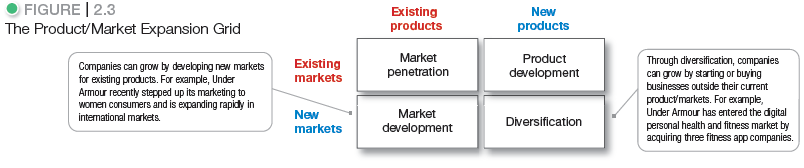 FIGURE | 2.3
The Product/Market Expansion Grid
Companies can grow by developing new markets
for existing products. For example, Under
Armour recently stepped up its marketing to
women consumers and is expanding rapidly in
international markets.
Existing
products
New
products
Existing
markets
Market
penetration
Product
development
New
markets
Market
development
Diversification
Through diversification, companies
can grow by starting or buying
businesses outside their current
product/markets. For example,
Under Armour has entered the digital
personal health and fitness market by
acquiring three fitness app companies.